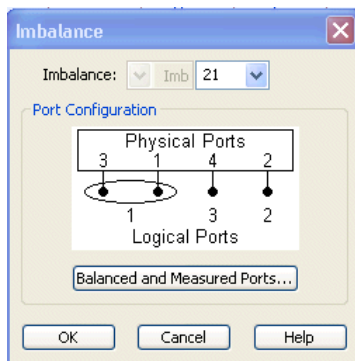 Imbalance
Imbalance: Imb 21
Port Configuration
Physical Ports
3 1 4 2
1 3 2
Logical Ports
Balanced and Measured Ports...
OK Cancel Help